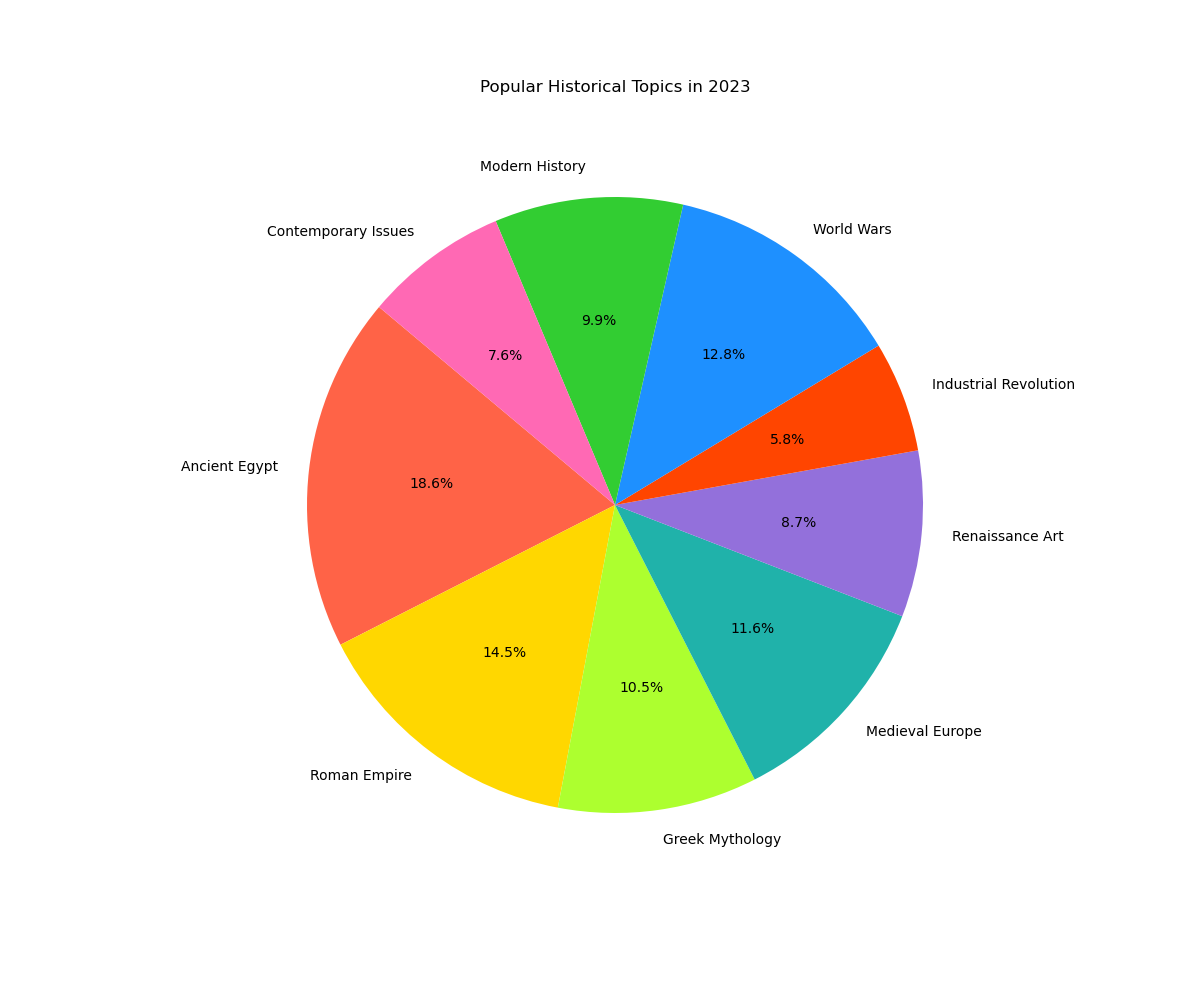 Popular Historical Topics in 2023
Modern History
World Wars
Contemporary Issues
9.9%
12.8%
7.6%
Industrial Revolution
5.8%
Ancient Egypt
18.6%
8.7%
Renaissance Art
11.6%
14.5%
10.5%
Medieval Europe
Roman Empire
Greek Mythology